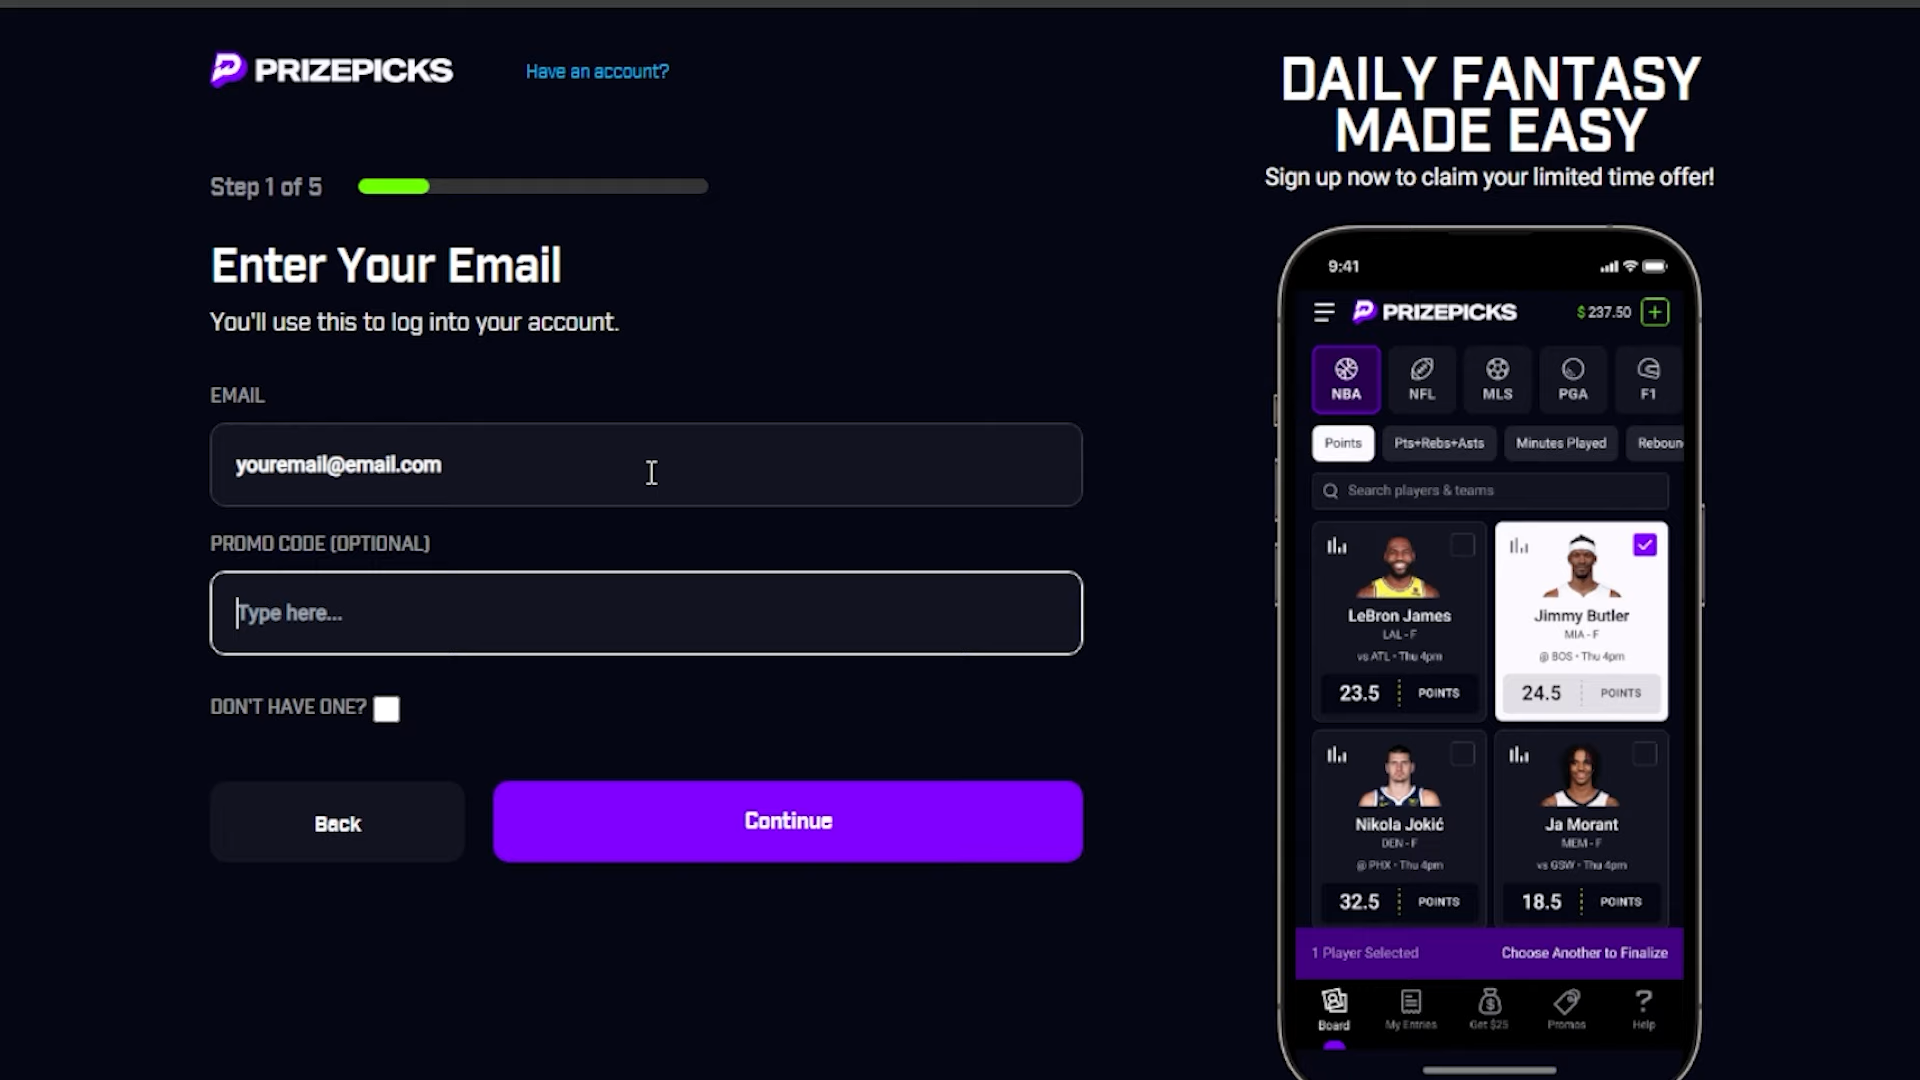 PRIZEPICKS
Have an account?
Step 1 of 5
Enter Your Email
You'll use this to log into your account.
EMAIL
youremail@email.com
PROMO CODE (OPTIONAL)
Type here...
DON'T HAVE ONE?
Back
Continue
DAILY FANTASY
MADE EASY
Sign up now to claim your limited time offer!
9:41
PRIZEPICKS
$ 237.50
NBA
NFL
MLS
PGA
F1
Points
Pts+Rebs+Asts
Minutes Played
Reboun
Search players & teams
LeBron James
LAL - F
vs ATL • Thu 4pm
23.5 POINTS
Jimmy Butler
MIA - F
@ BOS • Thu 4pm
24.5 POINTS
Nikola Jokić
DEN - F
@ PHX • Thu 4pm
32.5 POINTS
Ja Morant
MEM - F
vs GSW • Thu 4pm
18.5 POINTS
1 Player Selected
Choose Another to Finalize
Board
My Entries
Get $25
Promos
Help